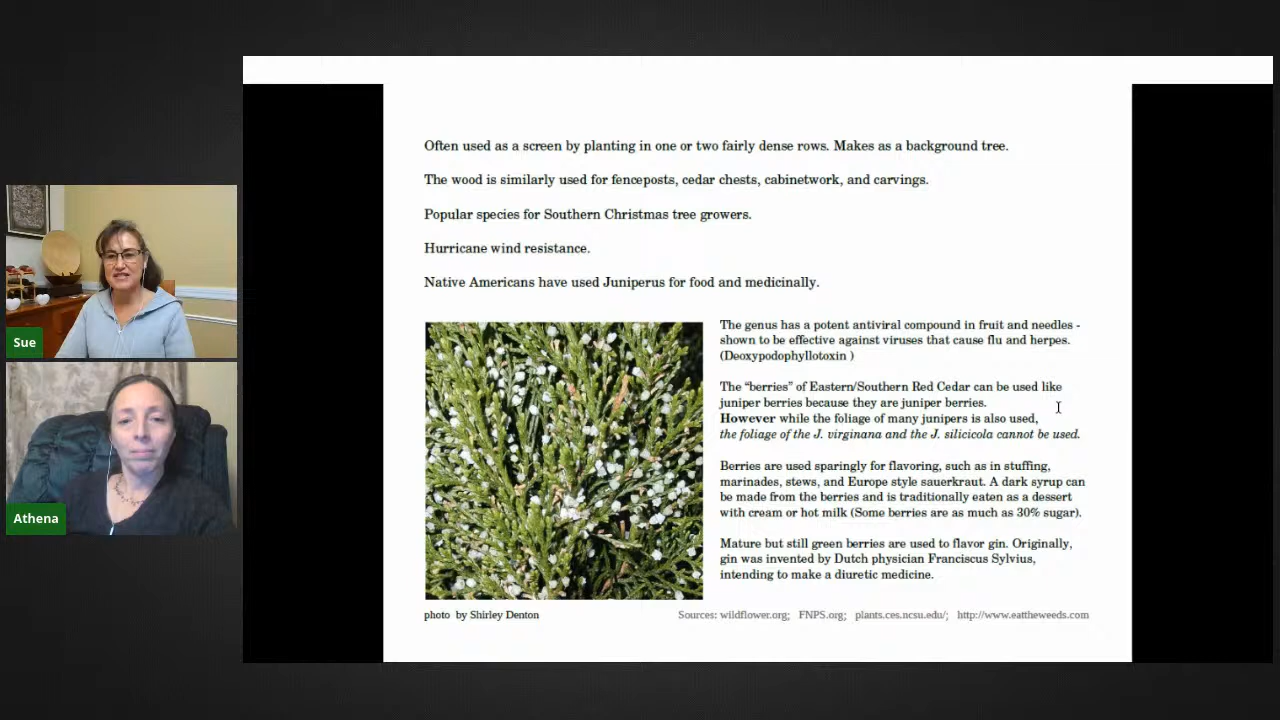 Often used as a screen by planting in one or two fairly dense rows. Makes as a background tree.
The wood is similarly used for fenceposts, cedar chests, cabinetwork, and carvings.
Popular species for Southern Christmas tree growers.
Hurricane wind resistance.
Native Americans have used Juniperus for food and medicinally.
The genus has a potent antiviral compound in fruit and needles -
shown to be effective against viruses that cause flu and herpes.
(Deoxypodophyllotoxin )
The “berries” of Eastern/Southern Red Cedar can be used like
juniper berries because they are juniper berries.
However while the foliage of many junipers is also used,
the foliage of the J. virginana and the J. silicicola cannot be used.
Berries are used sparingly for flavoring, such as in stuffing,
marinades, stews, and Europe style sauerkraut. A dark syrup can
be made from the berries and is traditionally eaten as a dessert
with cream or hot milk (Some berries are as much as 30% sugar).
Mature but still green berries are used to flavor gin. Originally,
gin was invented by Dutch physician Franciscus Sylvius,
intending to make a diuretic medicine.
photo by Shirley Denton
Sources: wildflower.org; FNPS.org; plants.ces.ncsu.edu/; http://www.eattheweeds.com
Sue
Athena